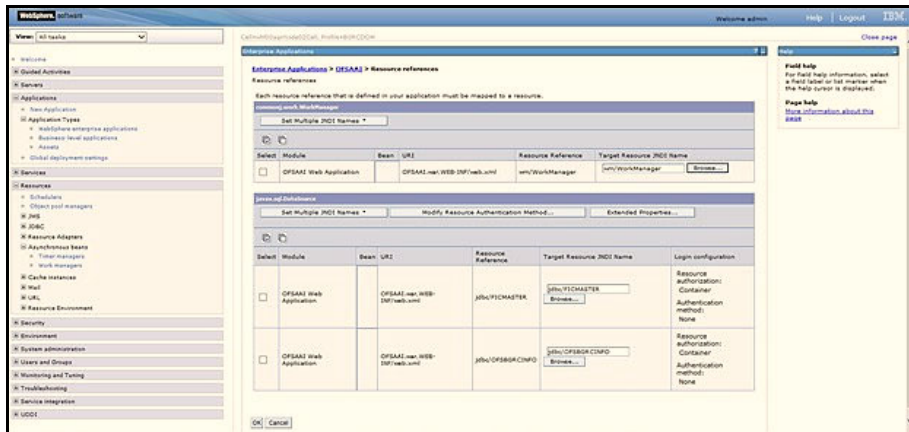 WebSphere. software
Welcome admin
Help | Logout
IBM.
View: All tasks
Welcome
Guided Activities
Servers
Applications
New Application
Application Types
WebSphere enterprise applications
Business-level applications
Assets
Global deployment settings
Services
Resources
Schedulers
Object pool managers
JMS
JDBC
Resource Adapters
Asynchronous beans
Timer managers
Work managers
Cache instances
Mail
URL
Resource Environment
Security
Environment
System administration
Users and Groups
Monitoring and Tuning
Troubleshooting
Service integration
UDDI
Close page
Enterprise Applications
Enterprise Applications > OFSAAI > Resource references
Resource references
Each resource reference that is defined in your application must be mapped to a resource.
commonj.work.WorkManager
Set Multiple JNDI Names
Select Module Bean URI Resource Reference Target Resource JNDI Name
OFSAAI Web Application OFSAAI.war,WEB-INF/web.xml wm/WorkManager wm/WorkManager Browse...
javax.sql.DataSource
Set Multiple JNDI Names Modify Resource Authentication Method... Extended Properties...
Select Module Bean URI Resource Reference Target Resource JNDI Name Login configuration
OFSAAI Web Application OFSAAI.war,WEB-INF/web.xml jdbc/FICMASTER jdbc/FICMASTER Browse... Resource authorization: Container Authentication method: None
OFSAAI Web Application OFSAAI.war,WEB-INF/web.xml jdbc/OFSBGRCINFO jdbc/OFSBGRCINFO Browse... Resource authorization: Container Authentication method: None
OK Cancel
Help
Field help
For field help information, select a field label or list marker when the help cursor is displayed.
Page help
More information about this page